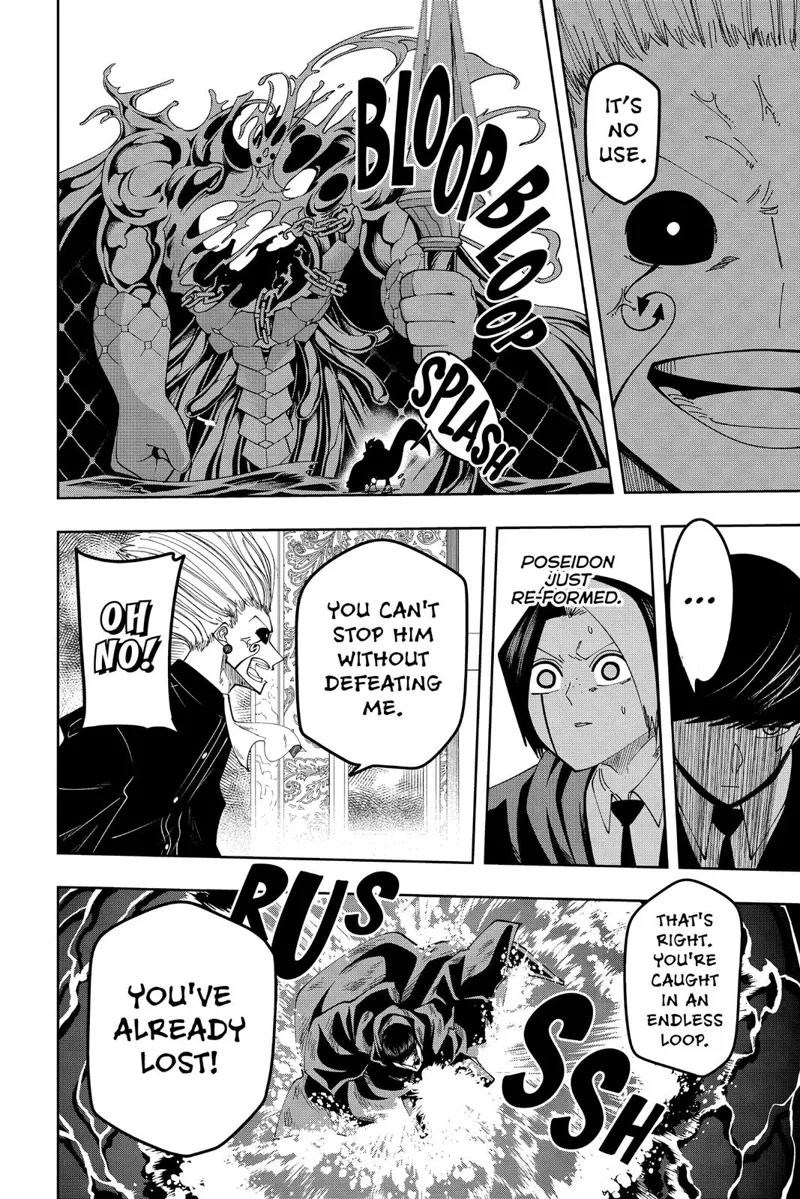 IT'S
NO
USE.
BLOOP BLOOP
SPLASH
...
POSEIDON
JUST
RE-FORMED.
YOU CAN'T
STOP HIM
WITHOUT
DEFEATING
ME.
OH
NO!
THAT'S
RIGHT.
YOU'RE
CAUGHT
IN AN
ENDLESS
LOOP.
RUS
SSH
YOU'VE
ALREADY
LOST!